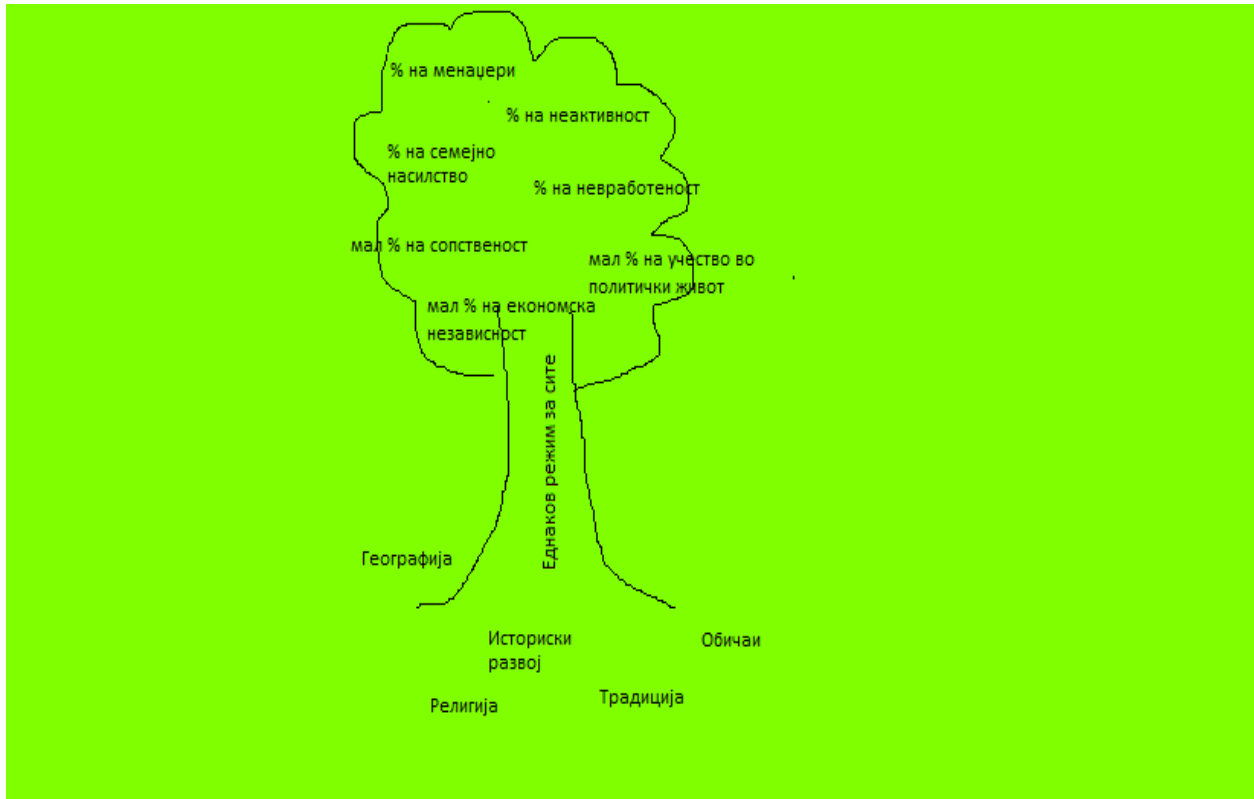 % на менаџери
% на неактивност
% на семејно
насилство
% на невработеност
мал % на сопственост
мал % на учество во
политички живот
мал % на економска
независност
Еднаков режим за сите
Географија
Историски
развој
Обичаи
Религија
Традиција